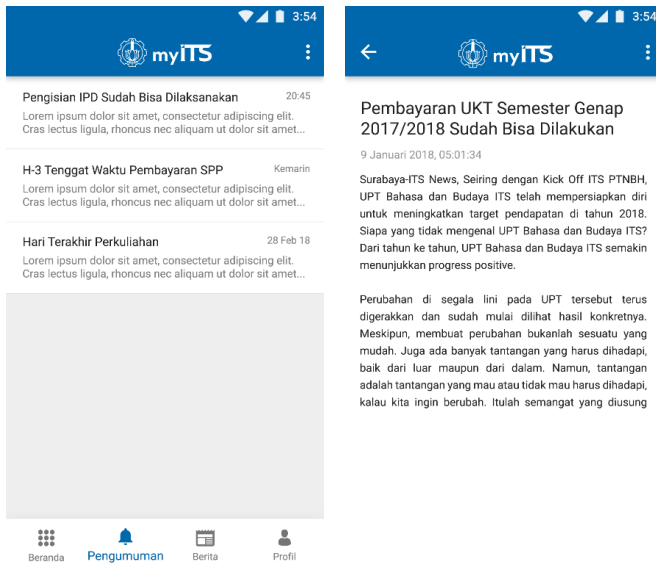 3:54
myITS
Pengisian IPD Sudah Bisa Dilaksanakan 20:45
Lorem ipsum dolor sit amet, consectetur adipiscing elit.
Cras lectus ligula, rhoncus nec aliquam ut dolor sit amet...
H-3 Tenggat Waktu Pembayaran SPP Kemarin
Lorem ipsum dolor sit amet, consectetur adipiscing elit.
Cras lectus ligula, rhoncus nec aliquam ut dolor sit amet...
Hari Terakhir Perkuliahan 28 Feb 18
Lorem ipsum dolor sit amet, consectetur adipiscing elit.
Cras lectus ligula, rhoncus nec aliquam ut dolor sit amet...
Beranda Pengumuman Berita Profil
3:54
myITS
Pembayaran UKT Semester Genap
2017/2018 Sudah Bisa Dilakukan
9 Januari 2018, 05:01:34
Surabaya-ITS News, Seiring dengan Kick Off ITS PTNBH,
UPT Bahasa dan Budaya ITS telah mempersiapkan diri
untuk meningkatkan target pendapatan di tahun 2018.
Siapa yang tidak mengenal UPT Bahasa dan Budaya ITS?
Dari tahun ke tahun, UPT Bahasa dan Budaya ITS semakin
menunjukkan progress positive.
Perubahan di segala lini pada UPT tersebut terus
digerakkan dan sudah mulai dilihat hasil konkretnya.
Meskipun, membuat perubahan bukanlah sesuatu yang
mudah. Juga ada banyak tantangan yang harus dihadapi,
baik dari luar maupun dari dalam. Namun, tantangan
adalah tantangan yang mau atau tidak mau harus dihadapi,
kalau kita ingin berubah. Itulah semangat yang diusung